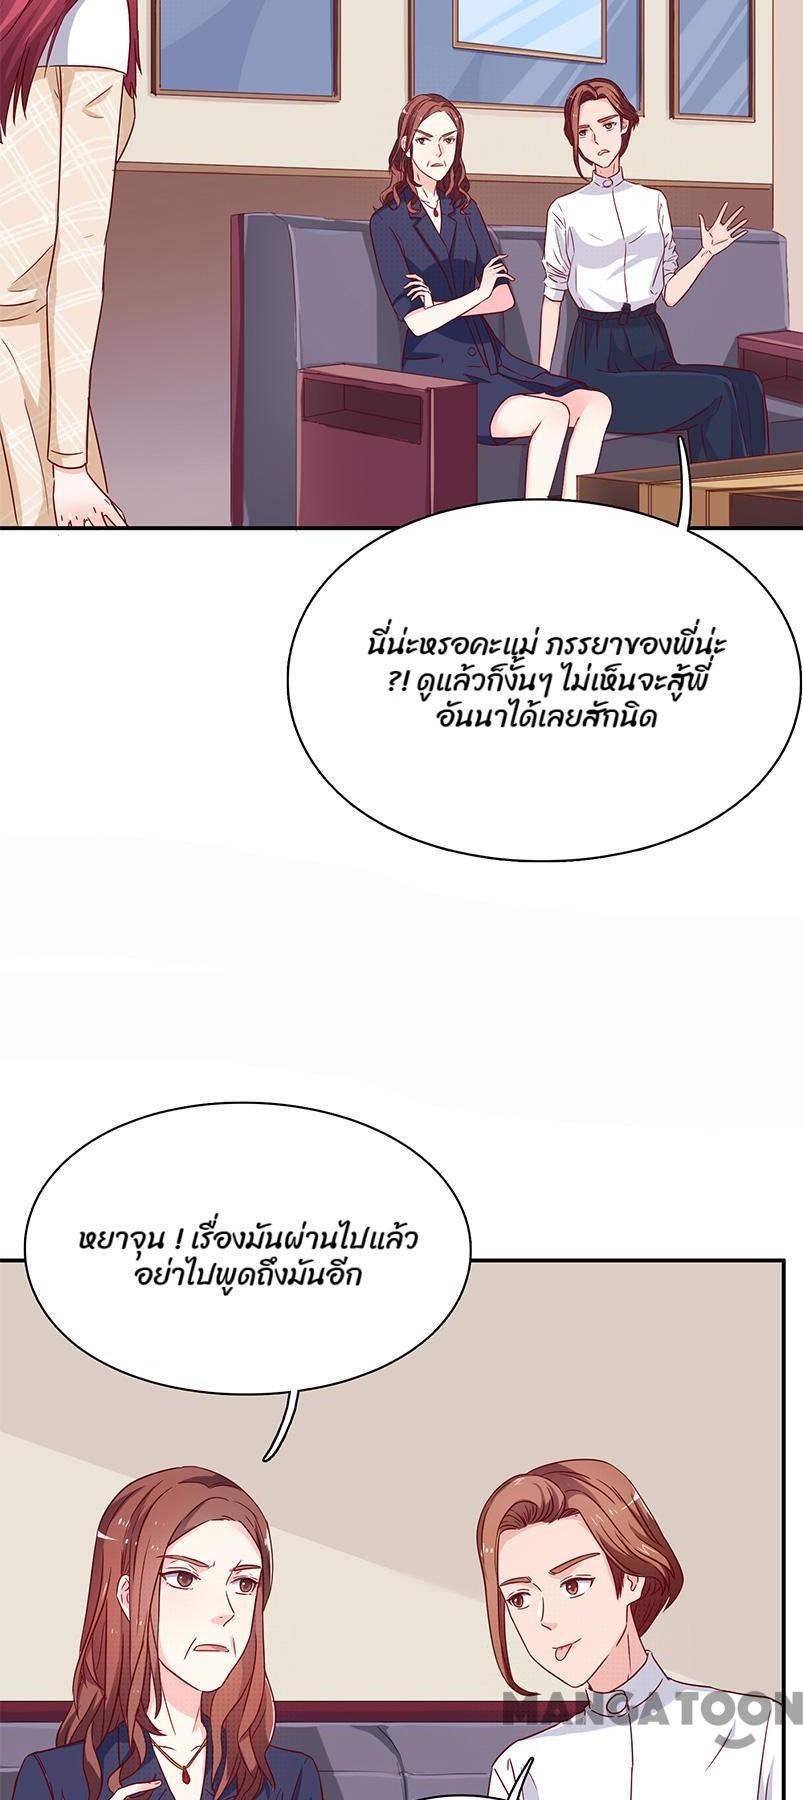 นี่น่ะหรอคะแม่ ภรรยาของพี่น่ะ
?! ดูแล้วก็งั้นๆ ไม่เห็นจะสู้พี่
อันนาได้เลยสักนิด
หยาจุน ! เรื่องมันผ่านไปแล้ว
อย่าไปพูดถึงมันอีก
MANGATOON